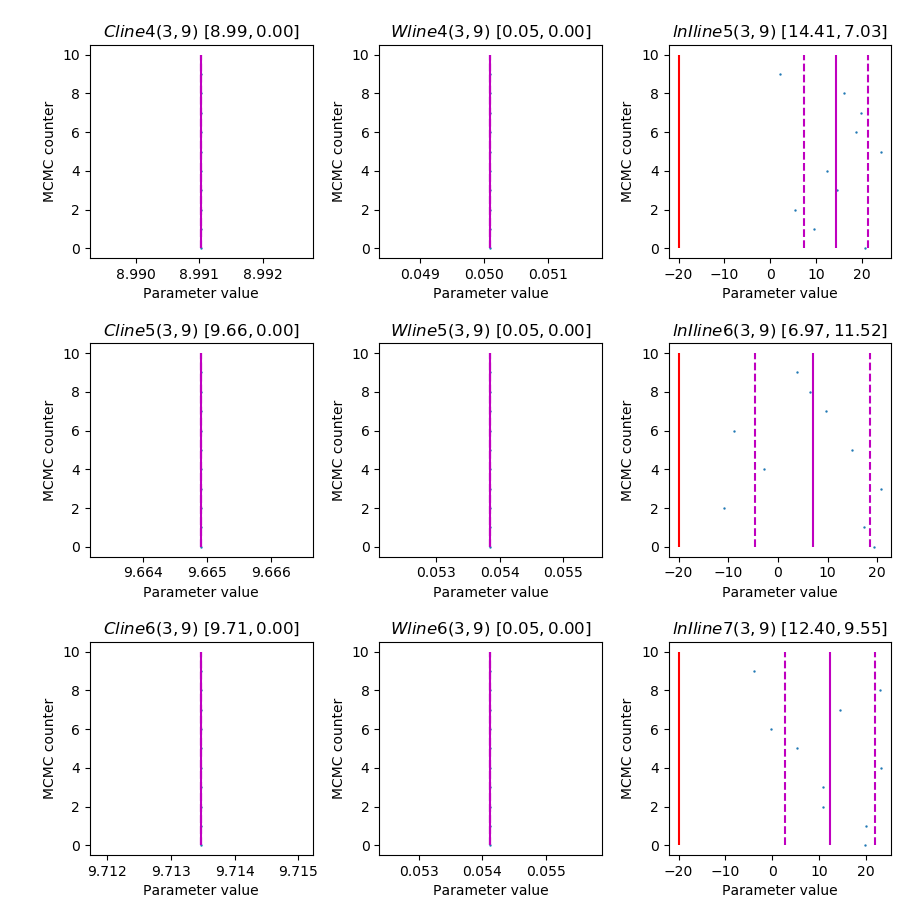 Cline4(3, 9) [8.99, 0.00]
Wline4(3, 9) [0.05, 0.00]
lnIline5(3, 9) [14.41, 7.03]
10
8
6
4
2
0
MCMC counter
8.990 8.991 8.992
Parameter value
10
8
6
4
2
0
MCMC counter
0.049 0.050 0.051
Parameter value
10
8
6
4
2
0
MCMC counter
−20 −10 0 10 20
Parameter value
Cline5(3, 9) [9.66, 0.00]
Wline5(3, 9) [0.05, 0.00]
lnIline6(3, 9) [6.97, 11.52]
10
8
6
4
2
0
MCMC counter
9.664 9.665 9.666
Parameter value
10
8
6
4
2
0
MCMC counter
0.053 0.054 0.055
Parameter value
10
8
6
4
2
0
MCMC counter
−20 −10 0 10 20
Parameter value
Cline6(3, 9) [9.71, 0.00]
Wline6(3, 9) [0.05, 0.00]
lnIline7(3, 9) [12.40, 9.55]
10
8
6
4
2
0
MCMC counter
9.712 9.713 9.714 9.715
Parameter value
10
8
6
4
2
0
MCMC counter
0.053 0.054 0.055
Parameter value
10
8
6
4
2
0
MCMC counter
−20 −10 0 10 20
Parameter value